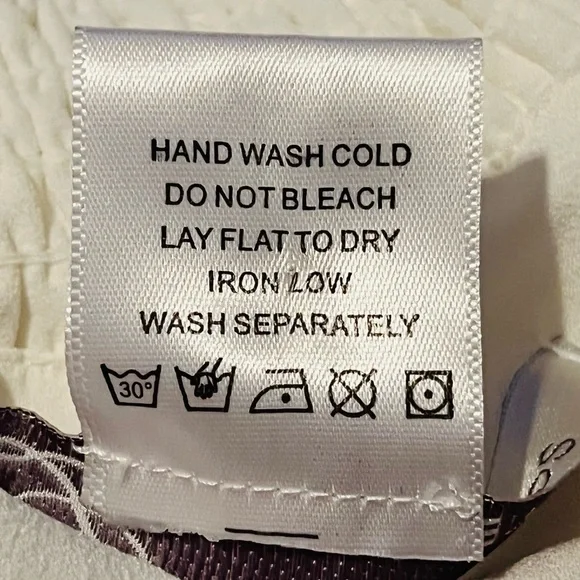 HAND WASH COLD
DO NOT BLEACH
LAY FLAT TO DRY
IRON LOW
WASH SEPARATELY
30°